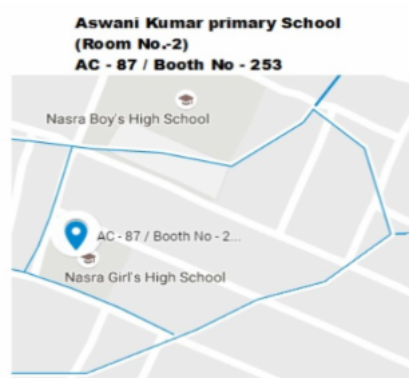 Aswani Kumar primary School
(Room No.-2)
AC - 87 / Booth No - 253
Nasra Boy's High School
AC - 87 / Booth No - 2...
Nasra Girl's High School